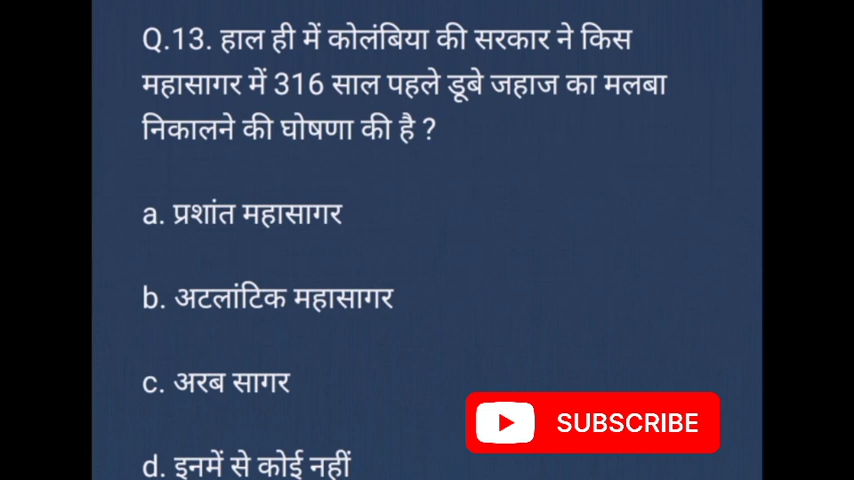 Q.13. हाल ही में कोलंबिया की सरकार ने किस
महासागर में 316 साल पहले डूबे जहाज का मलबा
निकालने की घोषणा की है ?
a. प्रशांत महासागर
b. अटलांटिक महासागर
c. अरब सागर
SUBSCRIBE
d. इनमें से कोई नहीं